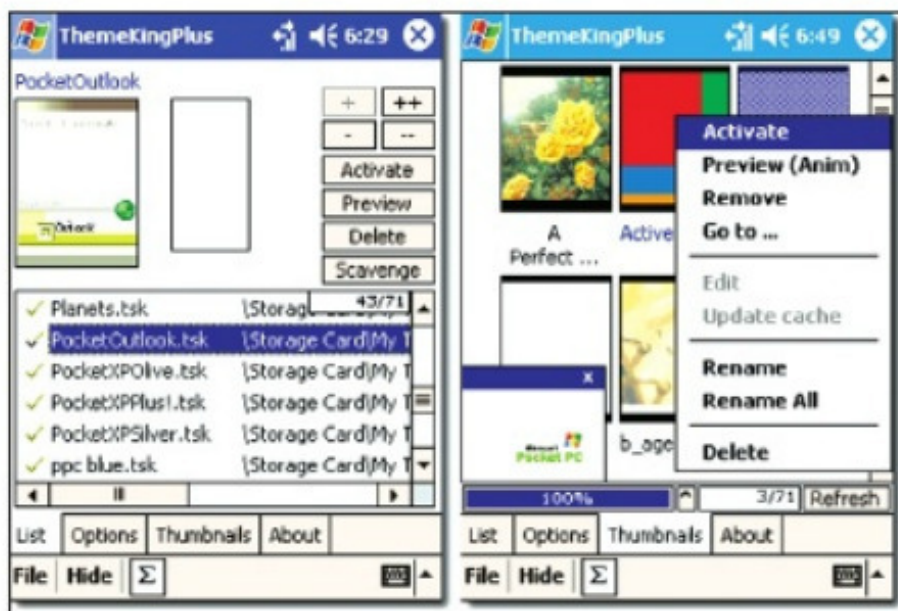 ThemeKingPlus 6:29
PocketOutlook
+ ++
- --
Activate
Preview
Delete
Scavenge
Outlook
43/71
Planets.tsk \Storag
PocketOutlook.tsk \Storage Card\My T
PocketXPOlive.tsk \Storage Card\My T
PocketXPPlus!.tsk \Storage Card\My T
PocketXPSilver.tsk \Storage Card\My T
ppc blue.tsk \Storage Card\My T
List Options Thumbnails About
File Hide Σ
ThemeKingPlus 6:49
Activate
Preview (Anim)
Remove
Go to ...
Edit
Update cache
Rename
Rename All
Delete
A
Perfect ...
Active
x
Microsoft
Pocket PC
b_age
100% 3/71 Refresh
List Options Thumbnails About
File Hide Σ